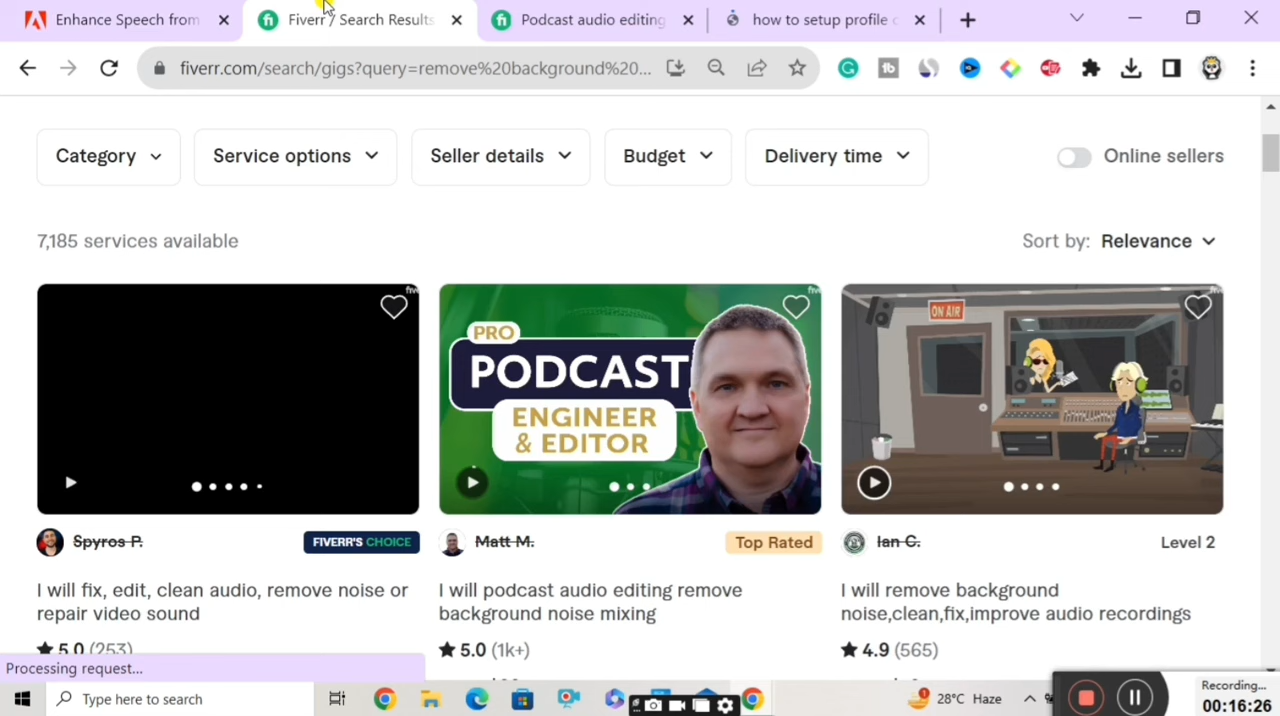 Enhance Speech from
Fiverr / Search Results
Podcast audio editing
how to setup profile
fiverr.com/search/gigs?query=remove%20background%20...
Category
Service options
Seller details
Budget
Delivery time
Online sellers
7,185 services available
Sort by: Relevance
PRO
PODCAST
ENGINEER
& EDITOR
ON AIR
Spyros P.
FIVERR'S CHOICE
Matt M.
Top Rated
Ian C.
Level 2
I will fix, edit, clean audio, remove noise or
repair video sound
I will podcast audio editing remove
background noise mixing
I will remove background
noise,clean,fix,improve audio recordings
5.0 (253)
5.0 (1k+)
4.9 (565)
Processing request...
Type here to search
28°C Haze
Recording...
00:16:26